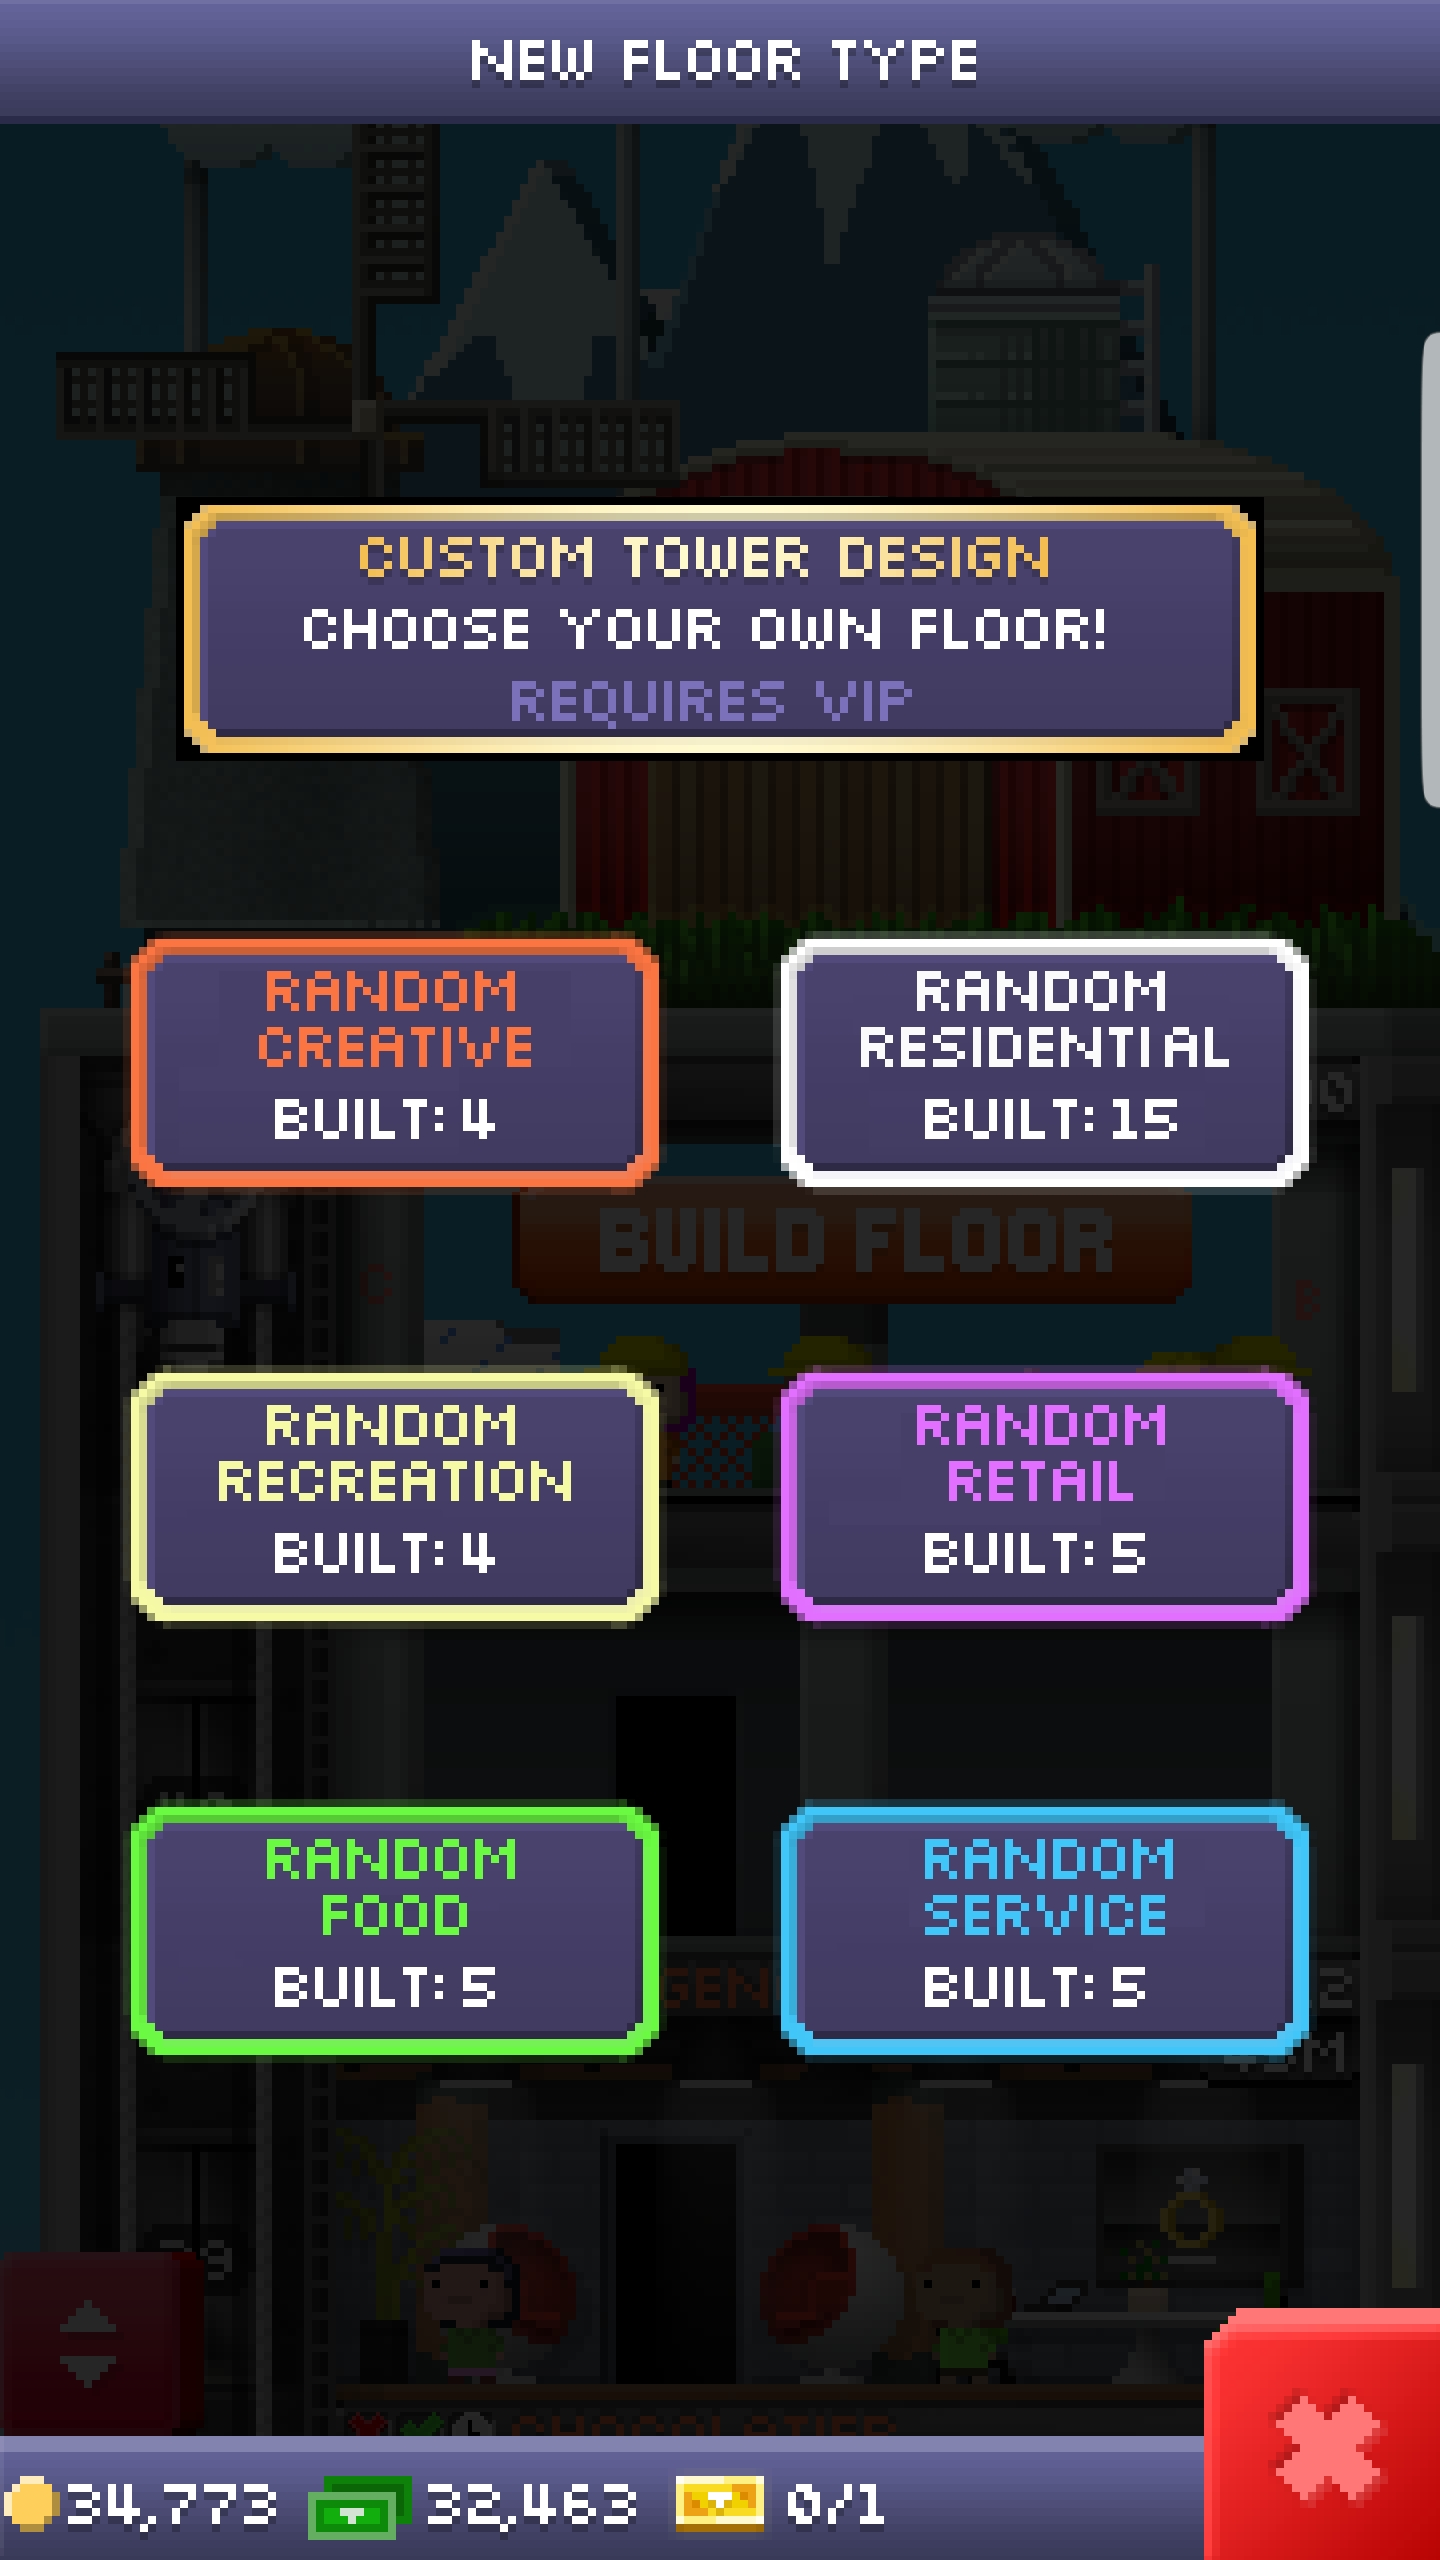 NEW FLOOR TYPE
CUSTOM TOWER DESIGN
CHOOSE YOUR OWN FLOOR!
REQUIRES VIP
RANDOM
CREATIVE
BUILT: 4
RANDOM
RESIDENTIAL
BUILT: 15
BUILD FLOOR
RANDOM
RECREATION
BUILT: 4
RANDOM
RETAIL
BUILT: 5
RANDOM
FOOD
BUILT: 5
RANDOM
SERVICE
BUILT: 5
CHOCOLATIER
34,773
32,463
0/1